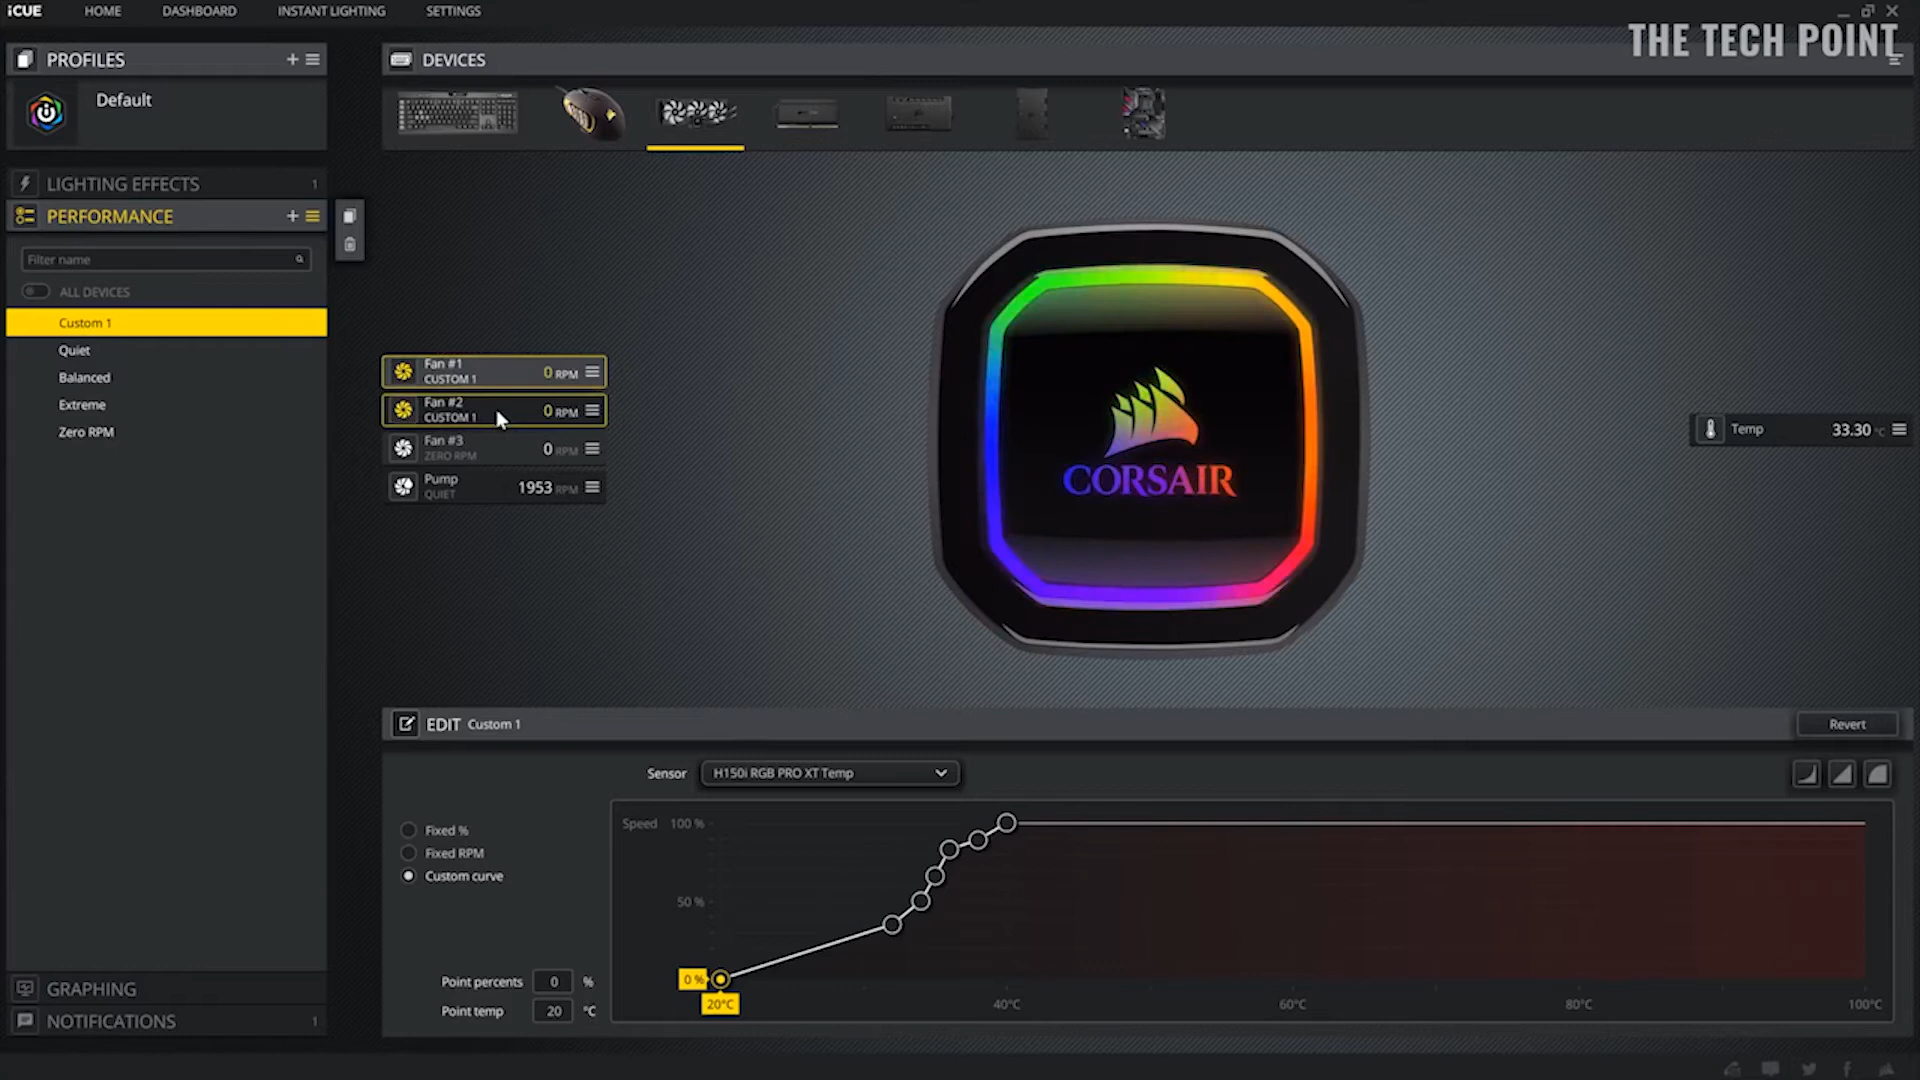 iCUE HOME DASHBOARD INSTANT LIGHTING SETTINGS
THE TECH POINT
PROFILES
Default
DEVICES
LIGHTING EFFECTS 1
PERFORMANCE
Filter name
ALL DEVICES
Custom 1
Quiet
Balanced
Extreme
Zero RPM
Fan #1
CUSTOM 1 0 RPM
Fan #2
CUSTOM 1 0 RPM
Fan #3
ZERO RPM 0 RPM
Pump
QUIET 1953 RPM
CORSAIR
Temp 33.30 °C
EDIT Custom 1 Revert
Sensor H150i RGB PRO XT Temp
Fixed %
Fixed RPM
Custom curve
Point percents 0 %
Point temp 20 °C
Speed 100 %
50 %
0 %
20°C 40°C 60°C 80°C 100°C
GRAPHING
NOTIFICATIONS 1